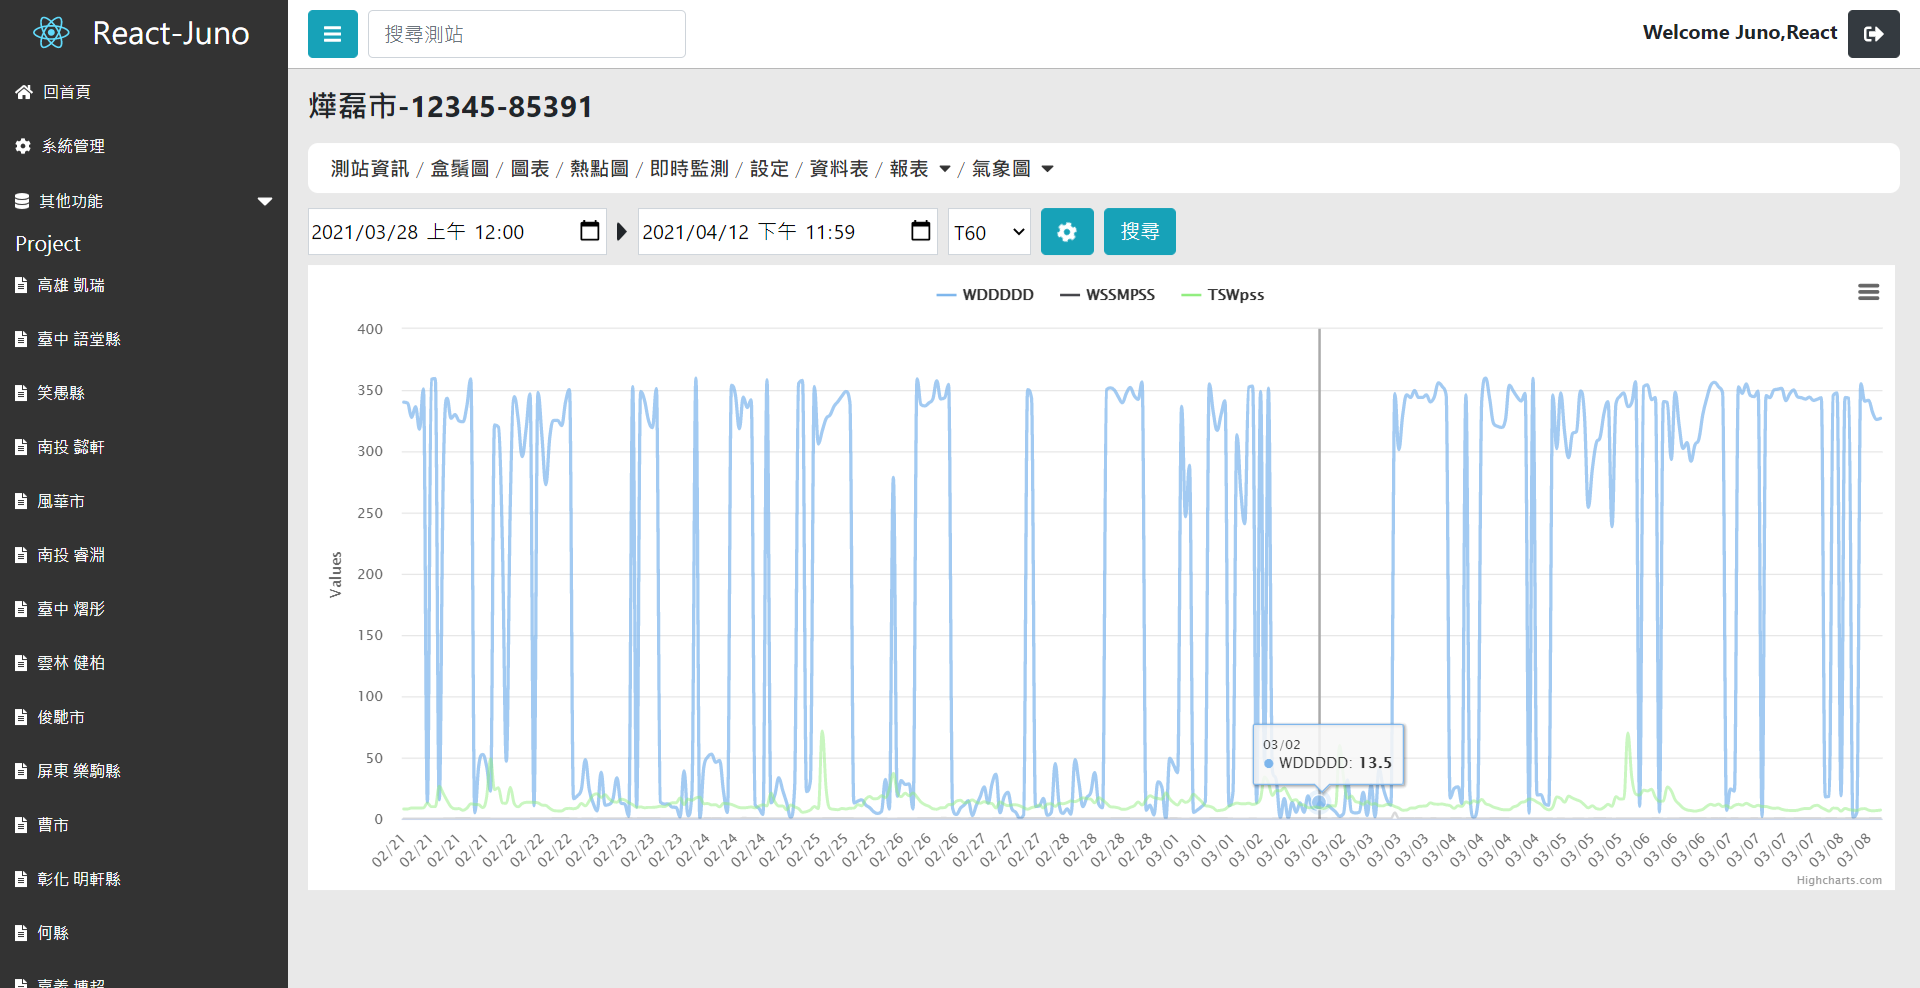 React-Juno
搜尋測站
Welcome Juno,React
回首頁
系統管理
其他功能
Project
高雄 凱瑞
臺中 語堂縣
笑愚縣
南投 懿軒
風華市
南投 睿淵
臺中 熠彤
雲林 健柏
俊馳市
屏東 樂駒縣
曹市
彰化 明軒縣
何縣
嘉義 博超
燁磊市-12345-85391
測站資訊 / 盒鬚圖 / 圖表 / 熱點圖 / 即時監測 / 設定 / 資料表 / 報表 / 氣象圖
2021/03/28 上午 12:00
2021/04/12 下午 11:59
T60
搜尋
WDDDDD WSSMPSS TSWpss
Values
400
350
300
250
200
150
100
50
0
03/02
WDDDDD: 13.5
02/21 02/21 02/21 02/21 02/22 02/22 02/22 02/23 02/23 02/23 02/23 02/24 02/24 02/24 02/25 02/25 02/25 02/25 02/26 02/26 02/26 02/27 02/27 02/27 02/28 02/28 02/28 02/28 03/01 03/01 03/01 03/02 03/02 03/02 03/02 03/03 03/03 03/03 03/04 03/04 03/04 03/04 03/05 03/05 03/05 03/06 03/06 03/06 03/07 03/07 03/07 03/07 03/08 03/08
Highcharts.com